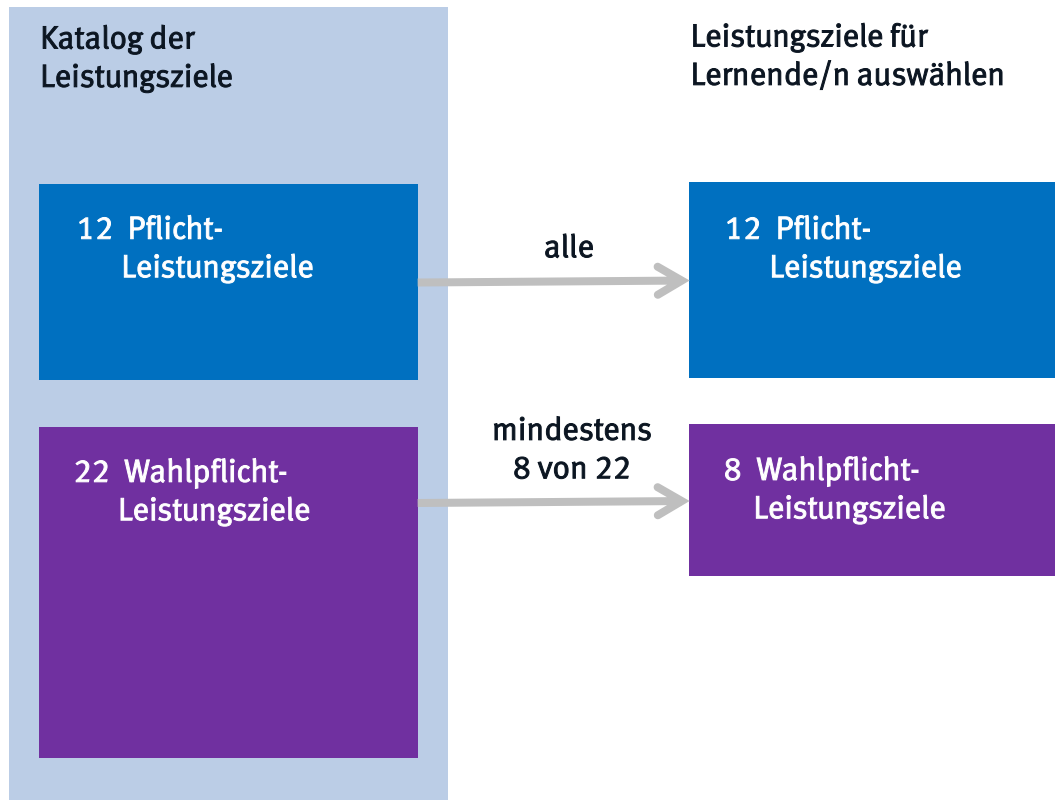 Katalog der
Leistungsziele
Leistungsziele für
Lernende/n auswählen
12 Pflicht-
Leistungsziele
alle
12 Pflicht-
Leistungsziele
22 Wahlpflicht-
Leistungsziele
mindestens
8 von 22
8 Wahlpflicht-
Leistungsziele